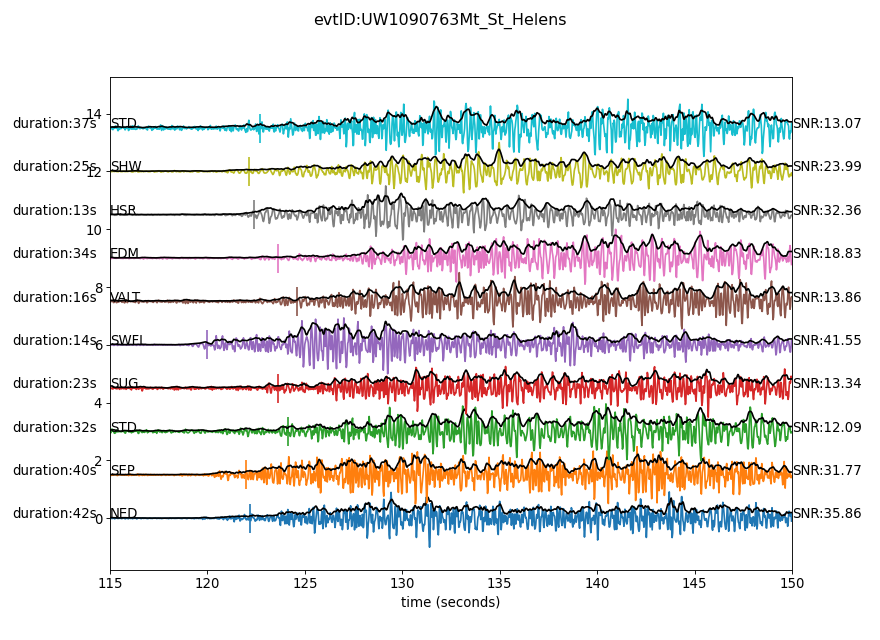 evtID:UW1090763Mt_St_Helens
14
duration:37s STD SNR:13.07
duration:25s SHW SNR:23.99
12
duration:13s HSR SNR:32.36
10
duration:34s EDM SNR:18.83
8
duration:16s VALT SNR:13.86
duration:14s SWFL SNR:41.55
6
duration:23s SUG SNR:13.34
4
duration:32s STD SNR:12.09
2
duration:40s SEP SNR:31.77
duration:42s NED SNR:35.86
0
115 120 125 130 135 140 145 150
time (seconds)